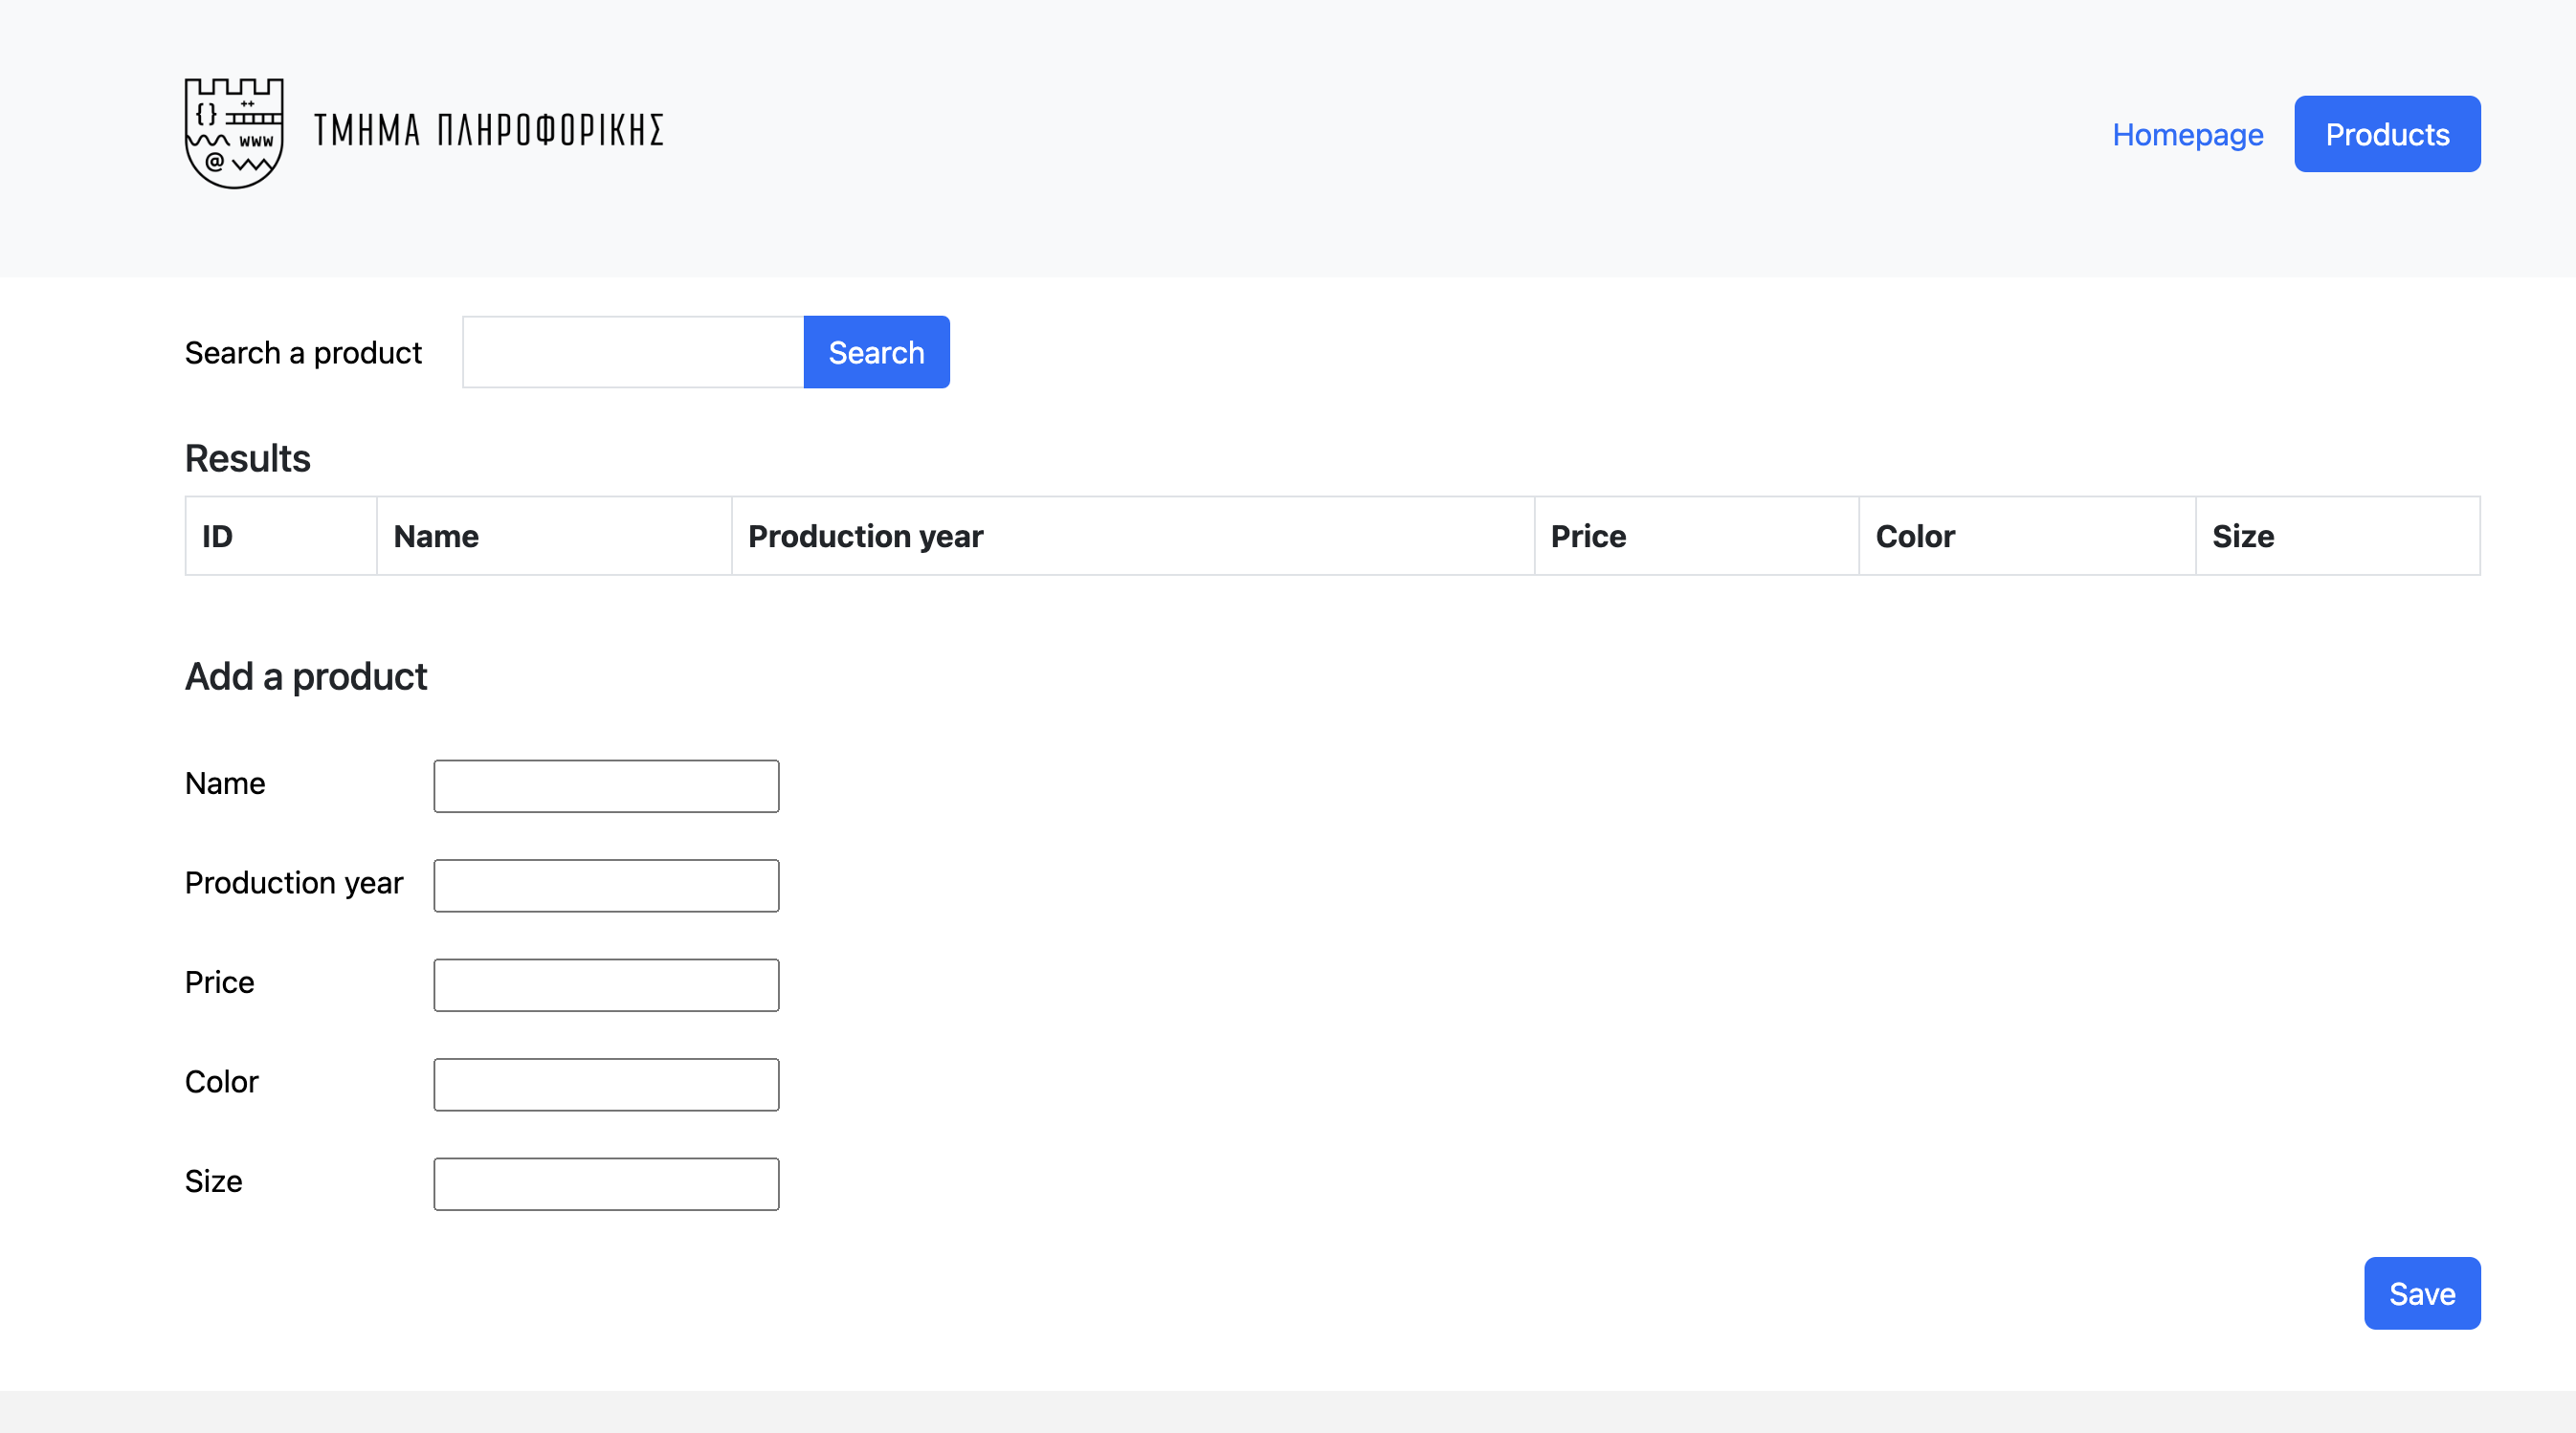 {} ++
WWW
@
ΤΜΗΜΑ ΠΛΗΡΟΦΟΡΙΚΗΣ
Homepage Products
Search a product Search
Results
ID Name Production year Price Color Size
Add a product
Name
Production year
Price
Color
Size
Save